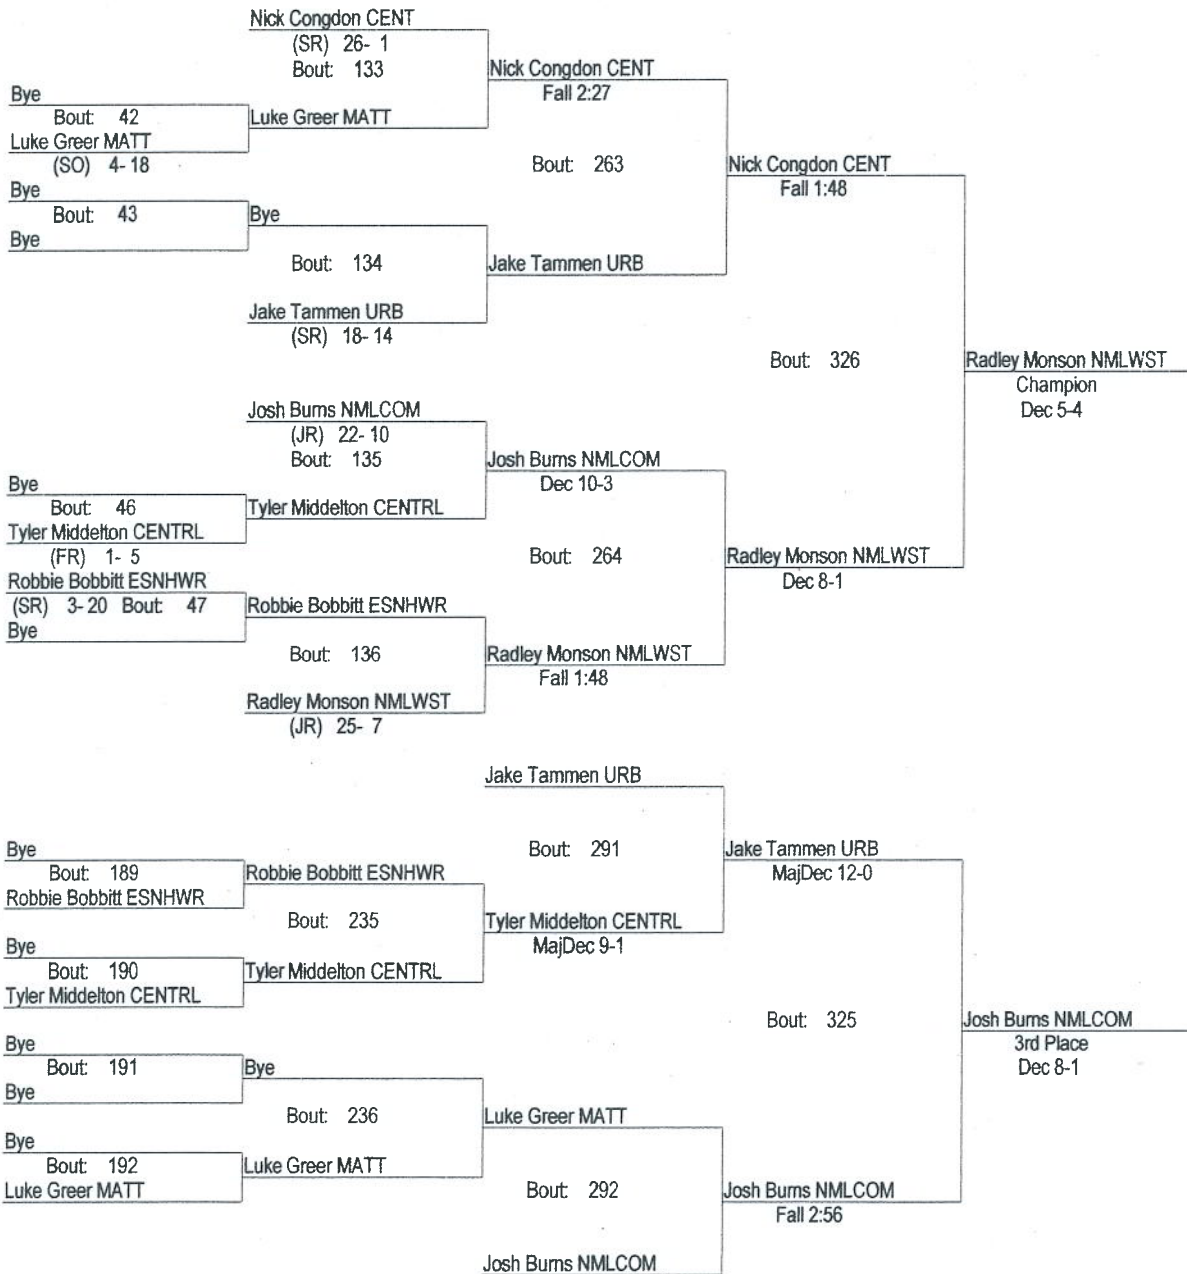 Nick Congdon CENT
(SR) 26- 1
Bout: 133
Nick Congdon CENT
Fall 2:27
Bye
Bout: 42
Luke Greer MATT
Luke Greer MATT
(SO) 4- 18
Bout: 263
Nick Congdon CENT
Fall 1:48
Bye
Bout: 43
Bye
Bye
Bout: 134
Jake Tammen URB
Jake Tammen URB
(SR) 18- 14
Bout: 326
Radley Monson NMLWST
Champion
Dec 5-4
Josh Burns NMLCOM
(JR) 22- 10
Bout: 135
Josh Burns NMLCOM
Dec 10-3
Bye
Bout: 46
Tyler Middelton CENTRL
Tyler Middelton CENTRL
(FR) 1- 5
Bout: 264
Radley Monson NMLWST
Dec 8-1
Robbie Bobbitt ESNHWR
(SR) 3- 20 Bout: 47
Robbie Bobbitt ESNHWR
Bye
Bout: 136
Radley Monson NMLWST
Fall 1:48
Radley Monson NMLWST
(JR) 25- 7
Jake Tammen URB
Bout: 291
Jake Tammen URB
MajDec 12-0
Bye
Bout: 189
Robbie Bobbitt ESNHWR
Robbie Bobbitt ESNHWR
Bout: 235
Tyler Middelton CENTRL
MajDec 9-1
Bye
Bout: 190
Tyler Middelton CENTRL
Tyler Middelton CENTRL
Bout: 325
Josh Burns NMLCOM
3rd Place
Dec 8-1
Bye
Bout: 191
Bye
Bye
Bout: 236
Luke Greer MATT
Bye
Bout: 192
Luke Greer MATT
Luke Greer MATT
Bout: 292
Josh Burns NMLCOM
Fall 2:56
Josh Burns NMLCOM